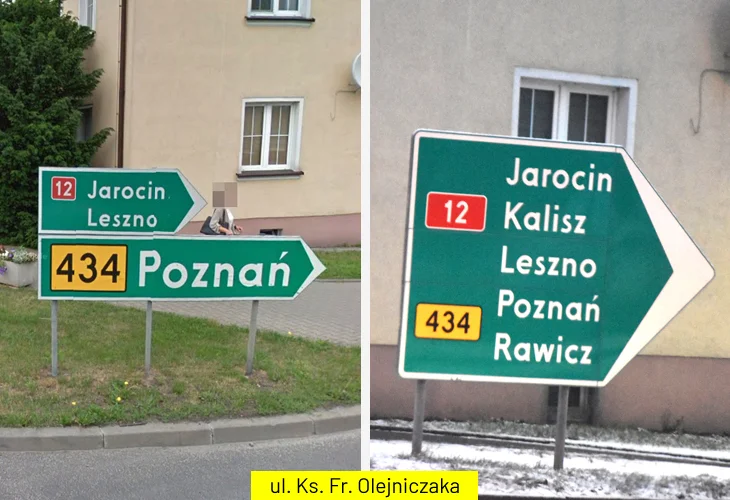 12 Jarocin
Leszno
434 Poznań
Jarocin
12 Kalisz
Leszno
434 Poznań
Rawicz
ul. Ks. Fr. Olejniczaka